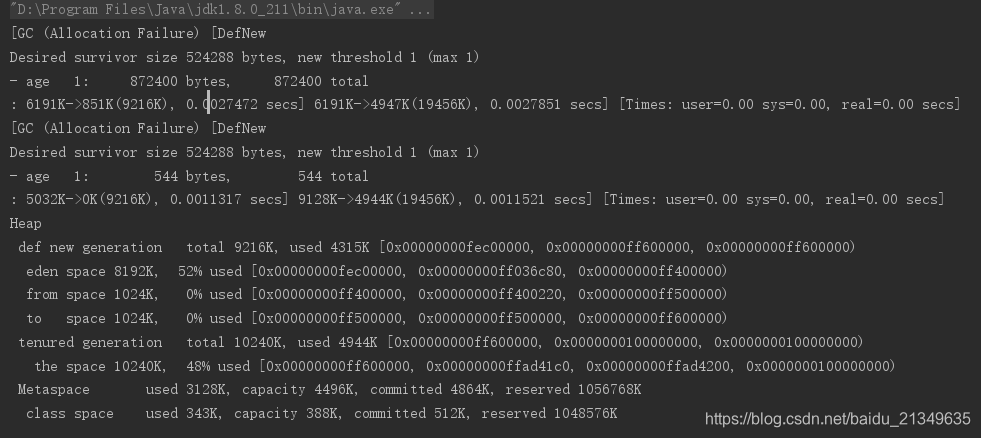 "D:\Program Files\Java\jdk1.8.0_211\bin\java.exe" ...
[GC (Allocation Failure) [DefNew
Desired survivor size 524288 bytes, new threshold 1 (max 1)
- age   1:     872400 bytes,     872400 total
: 6191K->851K(9216K), 0.0027472 secs] 6191K->4947K(19456K), 0.0027851 secs] [Times: user=0.00 sys=0.00, real=0.00 secs]
[GC (Allocation Failure) [DefNew
Desired survivor size 524288 bytes, new threshold 1 (max 1)
- age   1:        544 bytes,        544 total
: 5032K->0K(9216K), 0.0011317 secs] 9128K->4944K(19456K), 0.0011521 secs] [Times: user=0.00 sys=0.00, real=0.00 secs]
Heap
 def new generation   total 9216K, used 4315K [0x00000000fec00000, 0x00000000ff600000, 0x00000000ff600000)
  eden space 8192K,  52% used [0x00000000fec00000, 0x00000000ff036c80, 0x00000000ff400000)
  from space 1024K,   0% used [0x00000000ff400000, 0x00000000ff400220, 0x00000000ff500000)
  to   space 1024K,   0% used [0x00000000ff500000, 0x00000000ff500000, 0x00000000ff600000)
 tenured generation   total 10240K, used 4944K [0x00000000ff600000, 0x0000000100000000, 0x0000000100000000)
   the space 10240K,  48% used [0x00000000ff600000, 0x00000000ffad41c0, 0x00000000ffad4200, 0x0000000100000000)
 Metaspace       used 3128K, capacity 4496K, committed 4864K, reserved 1056768K
  class space    used 343K, capacity 388K, committed 512K, reserved 1048576K
https://blog.csdn.net/baidu_21349635